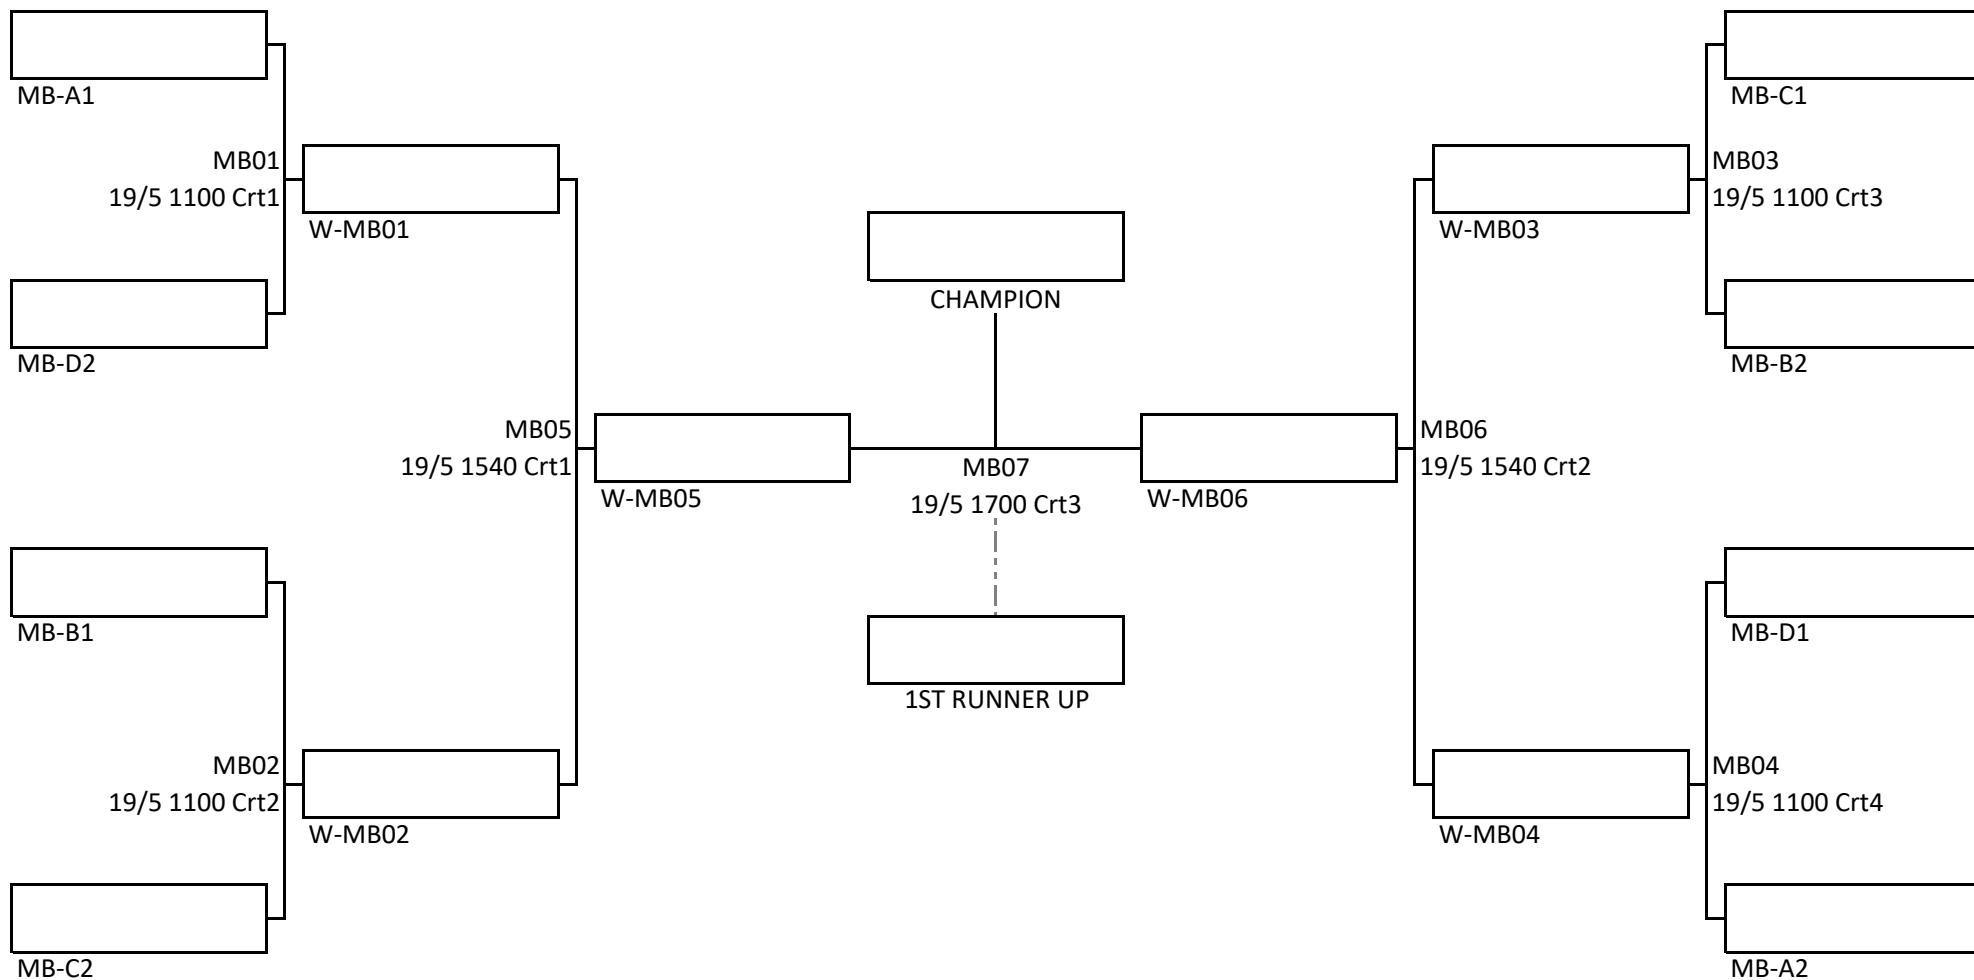 MB-A1
MB01
19/5 1100 Crt1
W-MB01
MB-D2
MB05
19/5 1540 Crt1
W-MB05
MB-B1
MB02
19/5 1100 Crt2
W-MB02
MB-C2
CHAMPION
MB07
19/5 1700 Crt3
1ST RUNNER UP
MB-C1
MB03
19/5 1100 Crt3
W-MB03
MB-B2
MB06
19/5 1540 Crt2
W-MB06
MB-D1
MB04
19/5 1100 Crt4
W-MB04
MB-A2